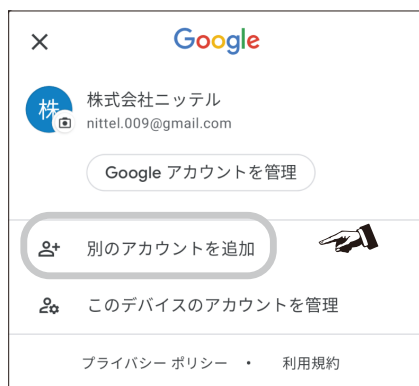 Google
株
株式会社ニッテル
nittel.009@gmail.com
Google アカウントを管理
別のアカウントを追加
このデバイスのアカウントを管理
プライバシー ポリシー ・ 利用規約